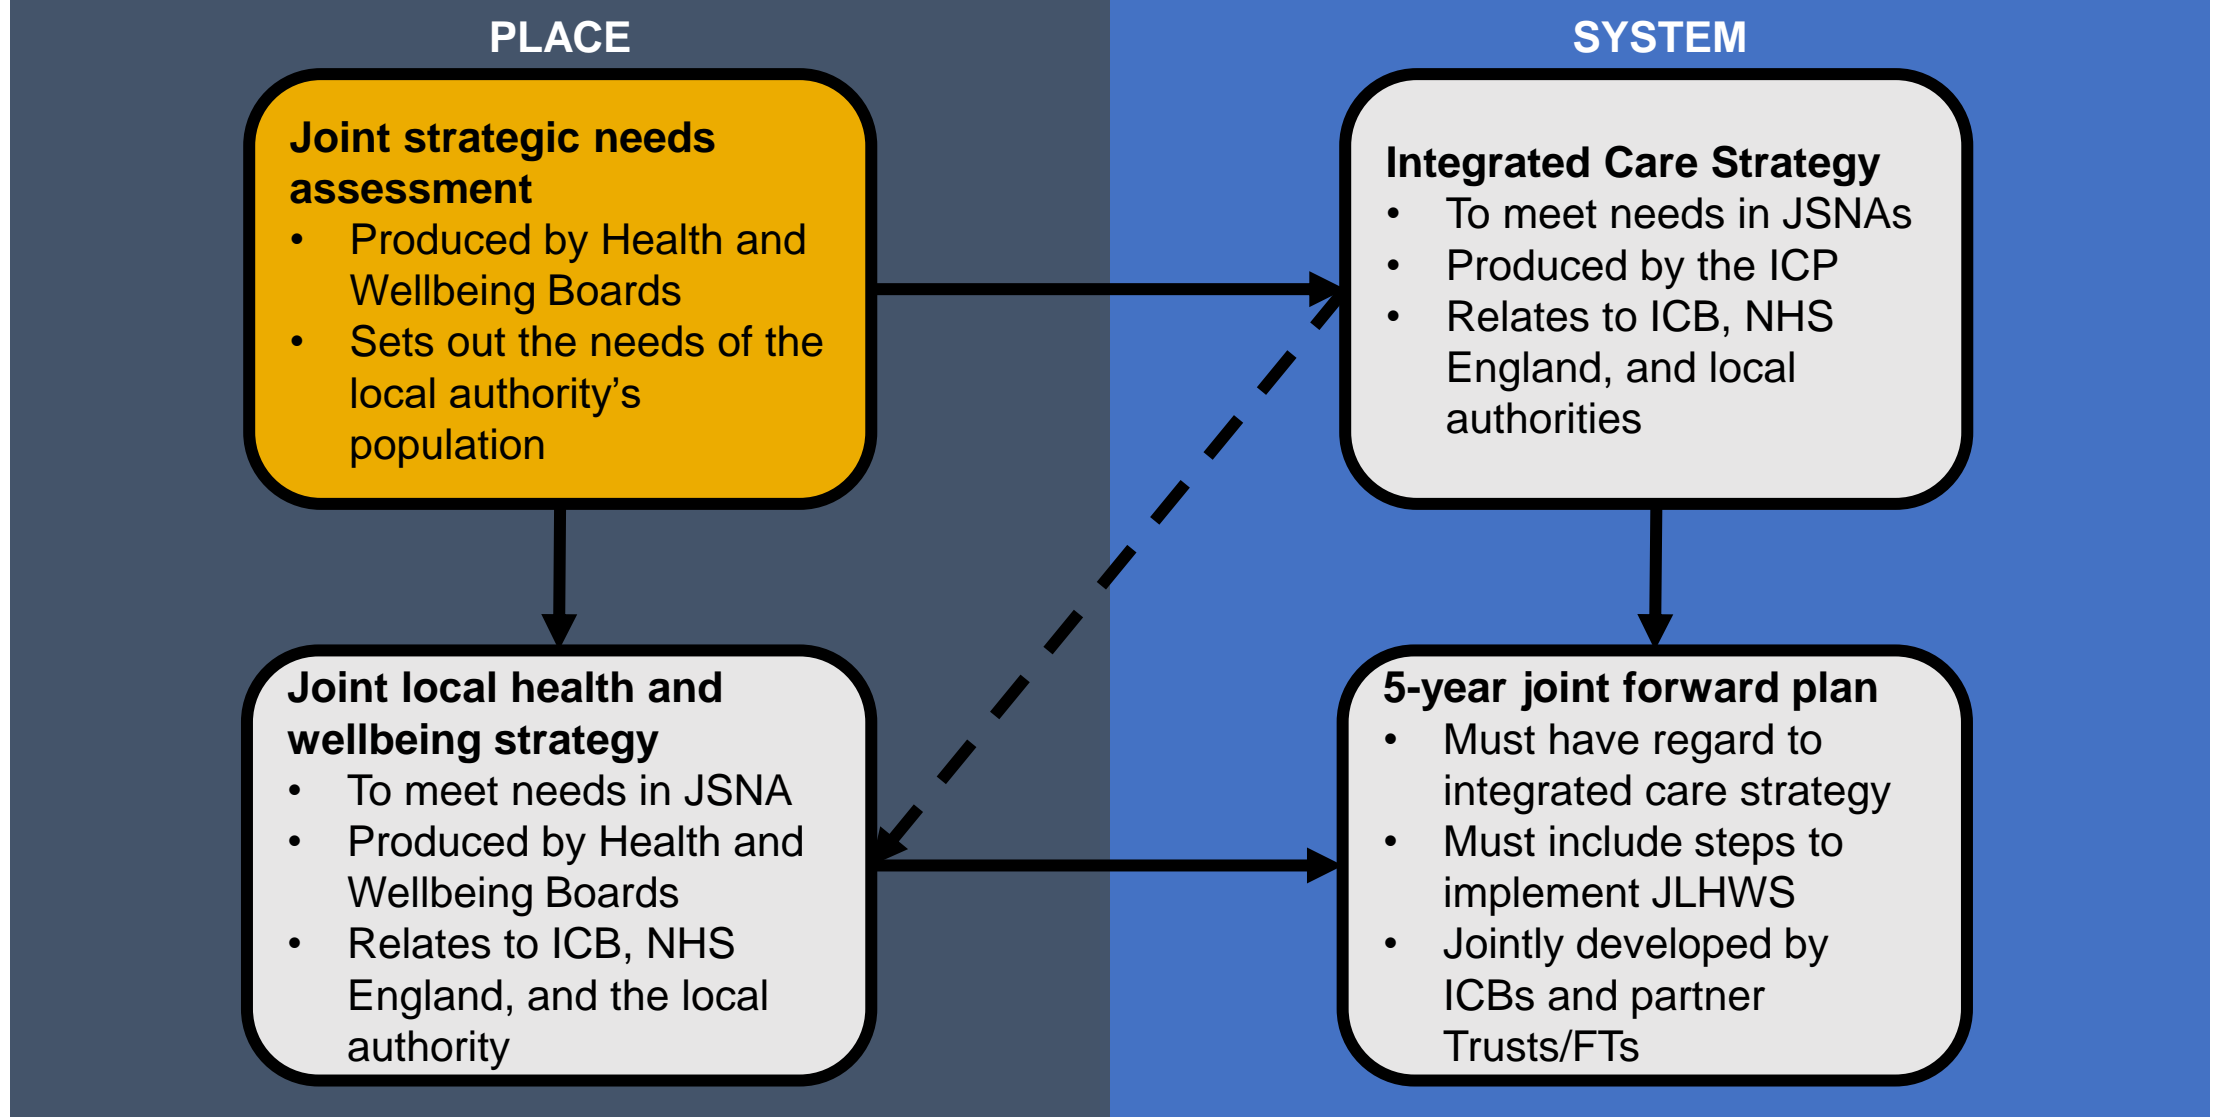 PLACE
Joint strategic needs
assessment
• Produced by Health and
Wellbeing Boards
• Sets out the needs of the
local authority’s
population
Joint local health and
wellbeing strategy
• To meet needs in JSNA
• Produced by Health and
Wellbeing Boards
• Relates to ICB, NHS
England, and the local
authority
SYSTEM
Integrated Care Strategy
• To meet needs in JSNAs
• Produced by the ICP
• Relates to ICB, NHS
England, and local
authorities
5-year joint forward plan
• Must have regard to
integrated care strategy
• Must include steps to
implement JLHWS
• Jointly developed by
ICBs and partner
Trusts/FTs